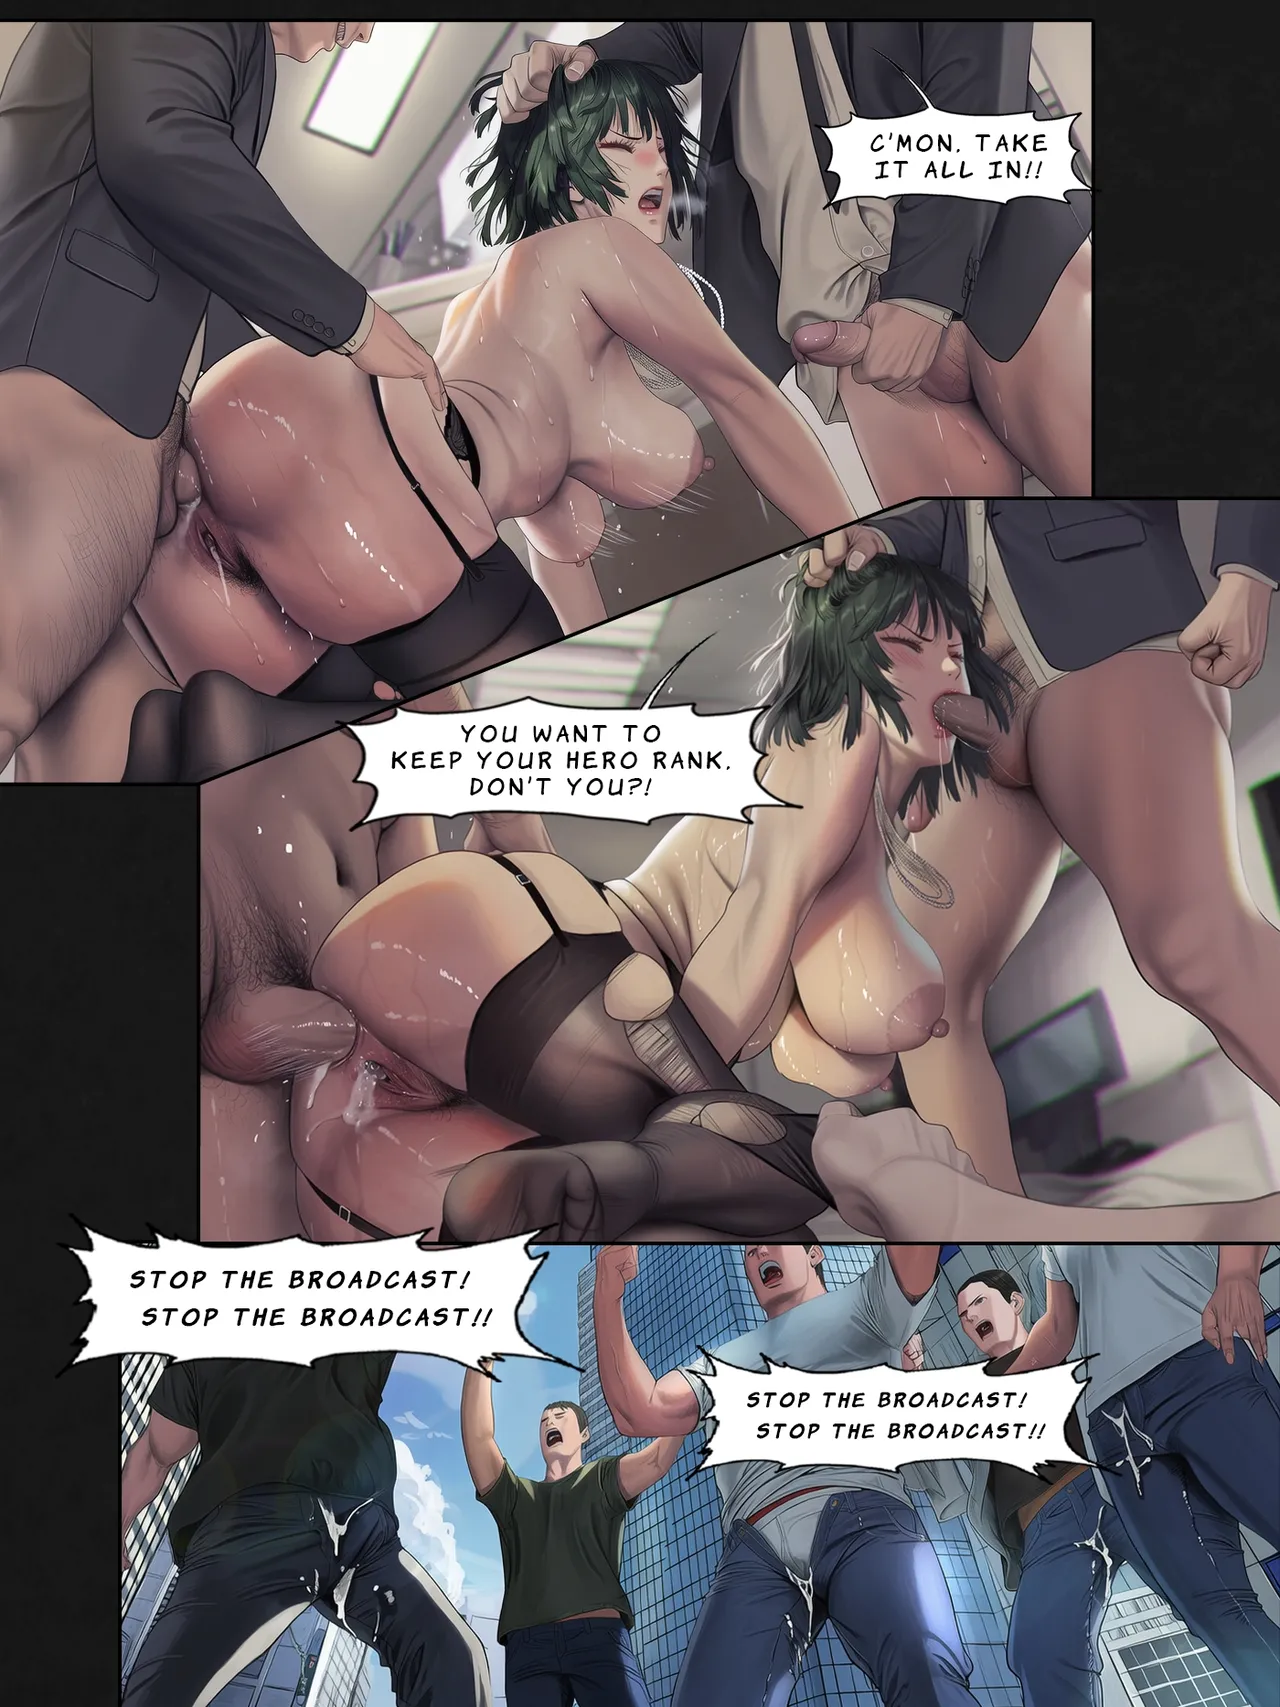 C'MON. TAKE
IT ALL IN!!
YOU WANT TO
KEEP YOUR HERO RANK.
DON'T YOU?!
STOP THE BROADCAST!
STOP THE BROADCAST!!
STOP THE BROADCAST!
STOP THE BROADCAST!!